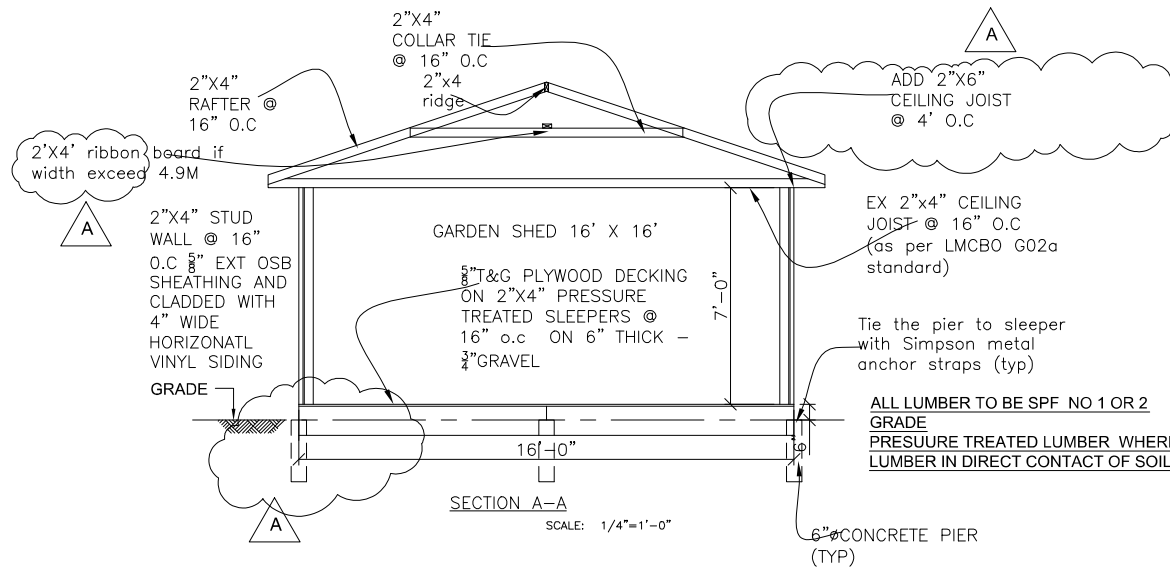 2"X4"
COLLAR TIE
@ 16" O.C
2"x4
ridge
A
ADD 2"X6"
CEILING JOIST
@ 4' O.C
2"X4"
RAFTER @
16" O.C
2'X4' ribbon board if
width exceed 4.9M
A
2"X4" STUD
WALL @ 16"
O.C 5/8" EXT OSB
SHEATHING AND
CLADDED WITH
4" WIDE
HORIZONATL
VINYL SIDING
GRADE
GARDEN SHED 16' X 16'
5/8"T&G PLYWOOD DECKING
ON 2"X4" PRESSURE
TREATED SLEEPERS @
16" o.c ON 6" THICK -
3/4"GRAVEL
7'-0"
EX 2"x4" CEILING
JOIST @ 16" O.C
(as per LMCBO G02a
standard)
Tie the pier to sleeper
with Simpson metal
anchor straps (typ)
ALL LUMBER TO BE SPF NO 1 OR 2
GRADE
PRESUURE TREATED LUMBER WHERE
LUMBER IN DIRECT CONTACT OF SOIL
16'-0"
SECTION A-A
SCALE: 1/4"=1'-0"
A
6"øCONCRETE PIER
(TYP)